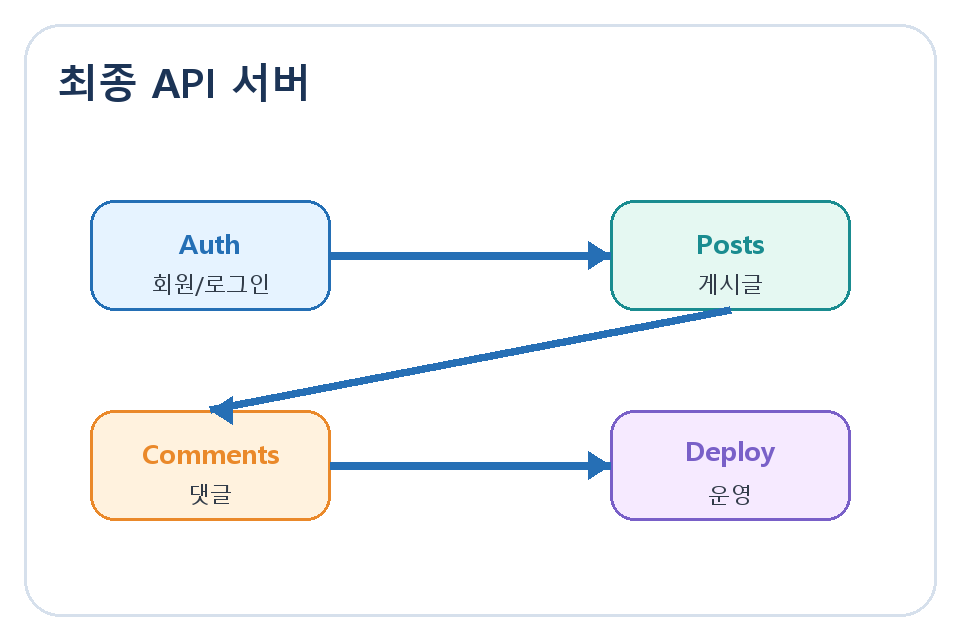 최종 API 서버
Auth
회원/로그인
Posts
게시글
Comments
댓글
Deploy
운영